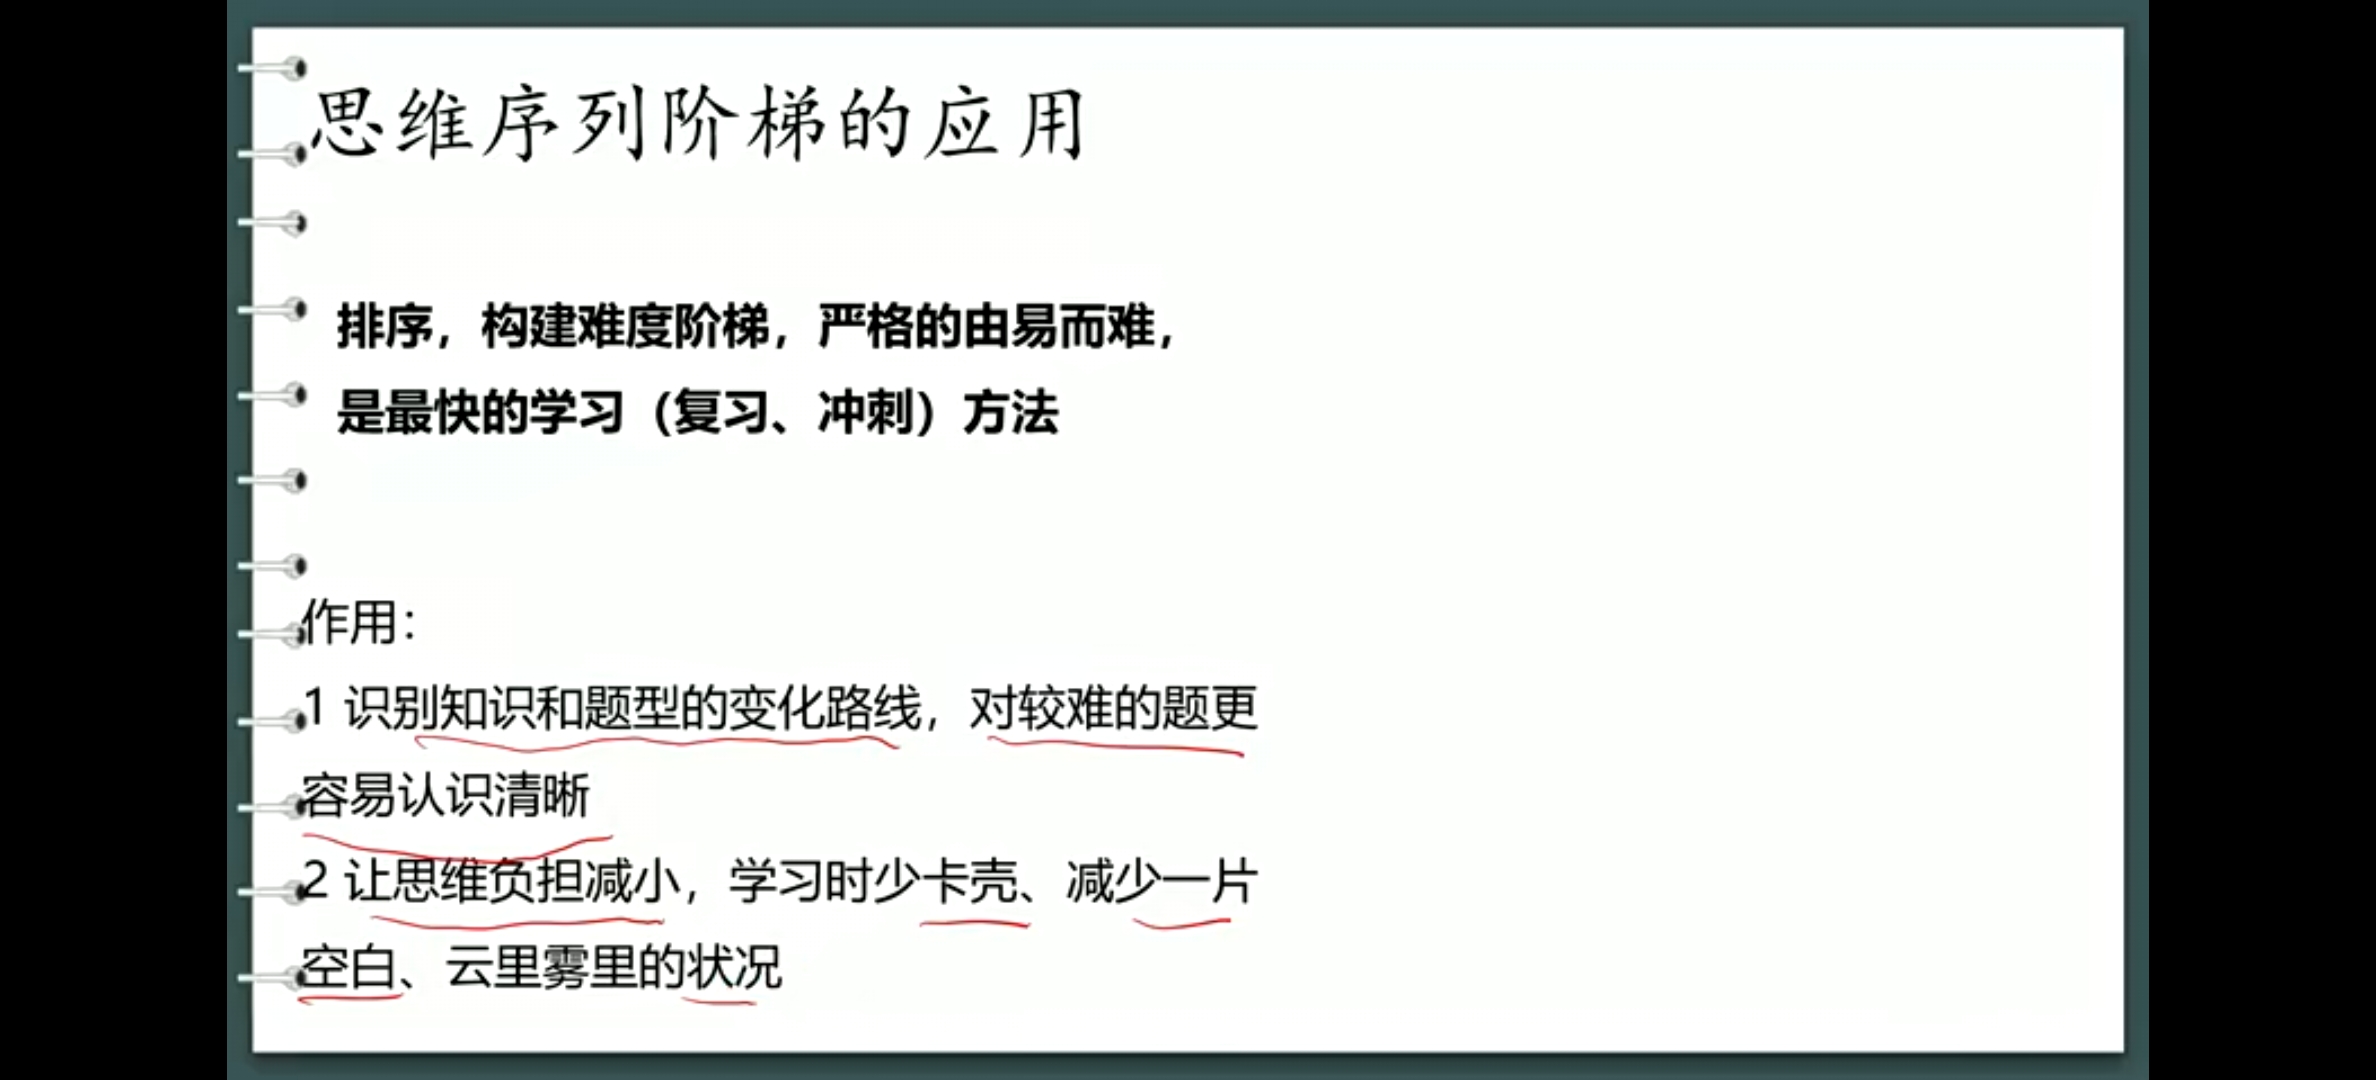 思维序列阶梯的应用
排序，构建难度阶梯，严格的由易而难，
是最快的学习（复习、冲刺）方法
作用：
1 识别知识和题型的变化路线，对较难的题更
容易认识清晰
2 让思维负担减小，学习时少卡壳、减少一片
空白、云里雾里的状况